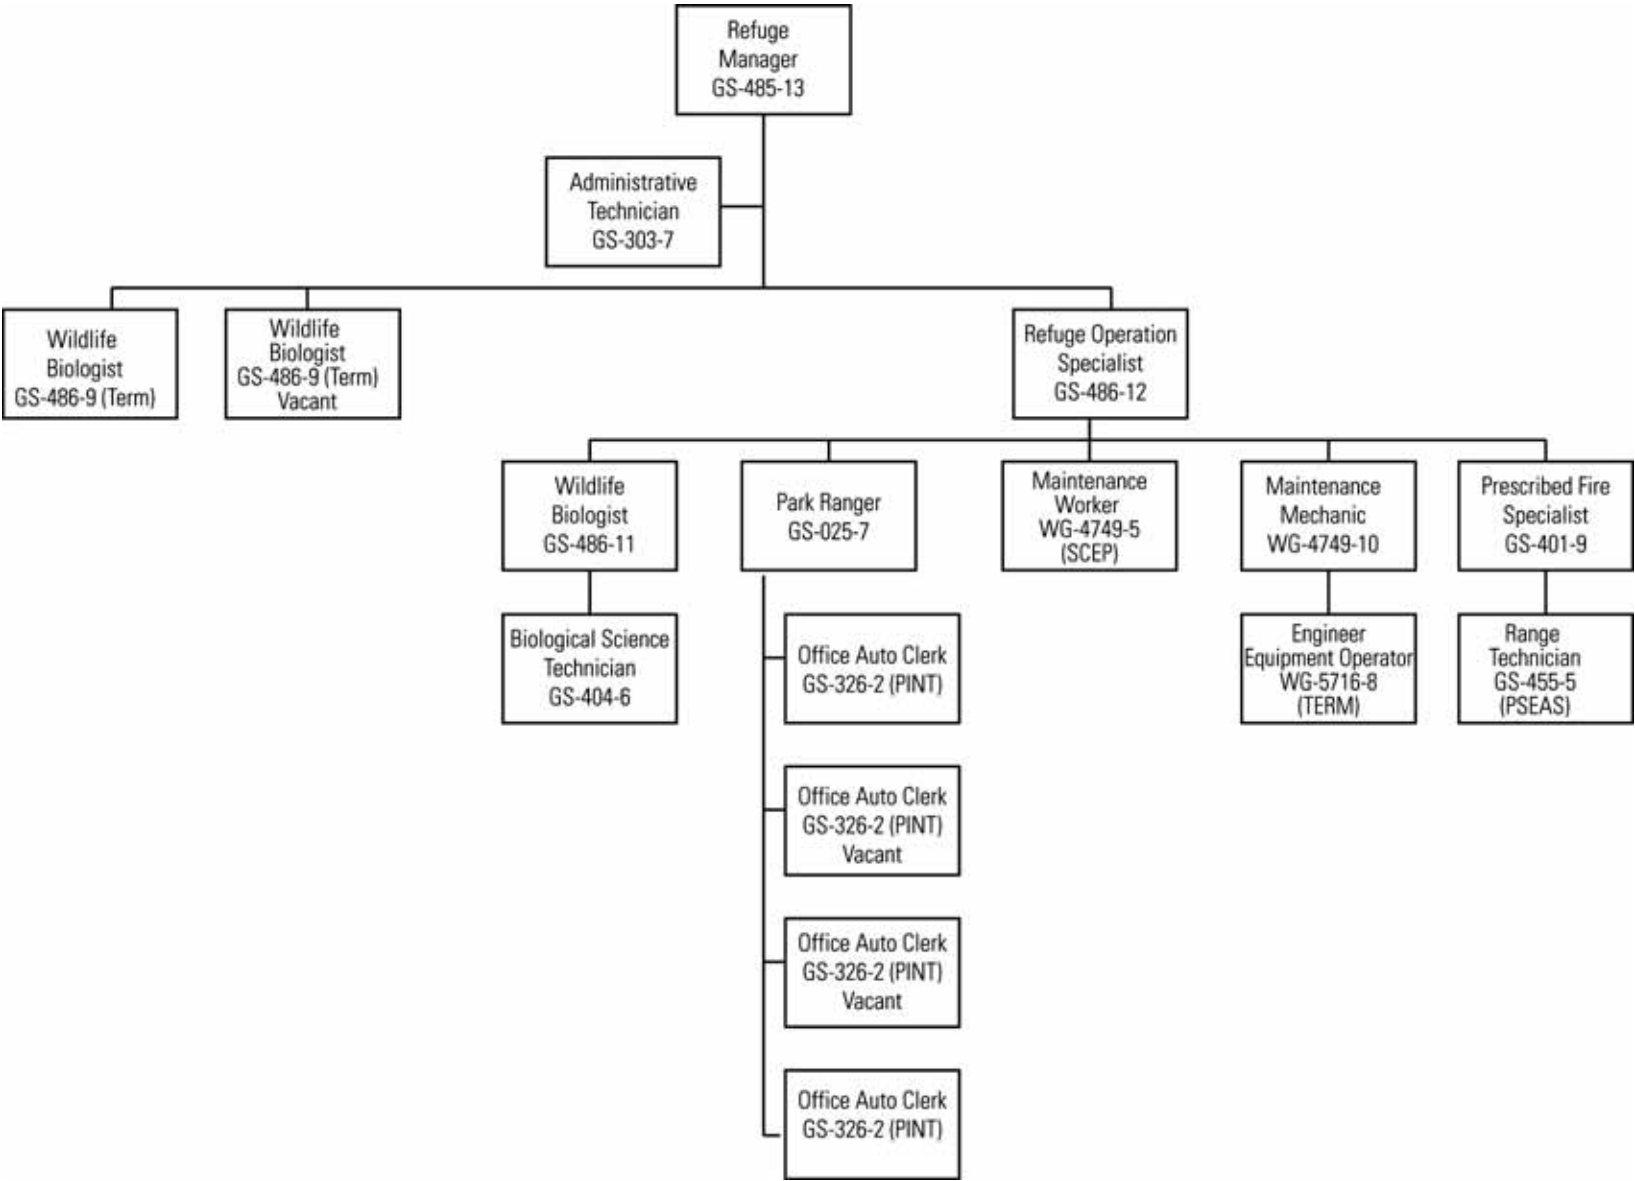 Refuge
Manager
GS-485-13
Administrative
Technician
GS-303-7
Wildlife
Biologist
GS-486-9 (Term)
Wildlife
Biologist
GS-486-9 (Term)
Vacant
Refuge Operation
Specialist
GS-486-12
Wildlife
Biologist
GS-486-11
Park Ranger
GS-025-7
Maintenance
Worker
WG-4749-5
(SCEP)
Maintenance
Mechanic
WG-4749-10
Prescribed Fire
Specialist
GS-401-9
Biological Science
Technician
GS-404-6
Office Auto Clerk
GS-326-2 (PINT)
Engineer
Equipment Operator
WG-5716-8
(TERM)
Range
Technician
GS-455-5
(PSEAS)
Office Auto Clerk
GS-326-2 (PINT)
Vacant
Office Auto Clerk
GS-326-2 (PINT)
Vacant
Office Auto Clerk
GS-326-2 (PINT)